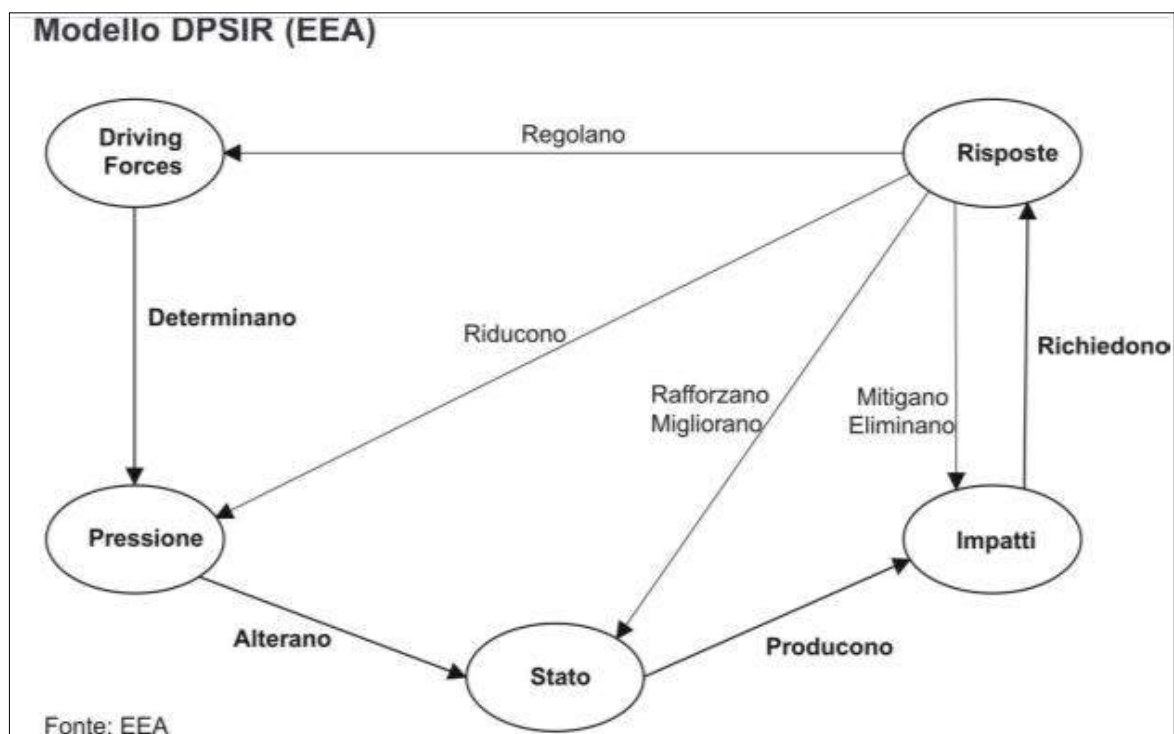 Modello DPSIR (EEA)
Driving
Forces
Regolano
Risposte
Determinano
Riducono
Richiedono
Rafforzano
Migliorano
Mitigano
Eliminano
Pressione
Impatti
Alterano
Producono
Stato
Fonte: EEA